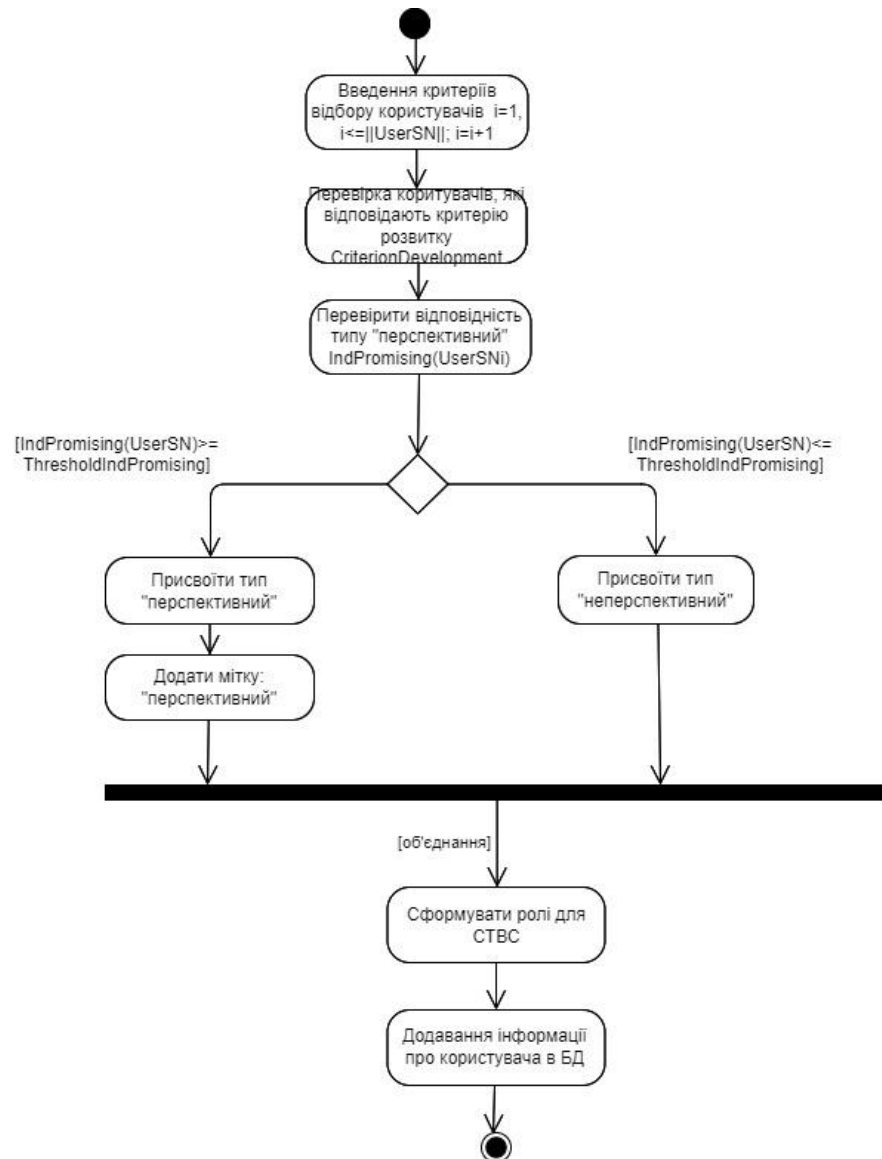 Введення критеріїв
відбору користувачів i=1,
i<=||UserSN||; i=i+1
Перевірка коритувачів, які
відповідають критерію
розвитку
CriterionDevelopment
Перевірити відповідність
типу "перспективний"
IndPromising(UserSNi)
[IndPromising(UserSN)>=
ThresholdIndPromising]
[IndPromising(UserSN)<=
ThresholdIndPromising]
Присвоїти тип
"перспективний"
Присвоїти тип
"неперспективний"
Додати мітку:
"перспективний"
[об'єднання]
Сформувати ролі для
СТВС
Додавання інформації
про користувача в БД